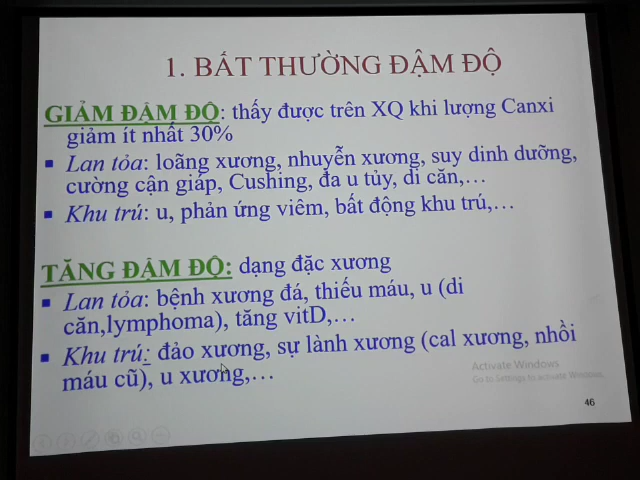 1. BẤT THƯỜNG ĐẬM ĐỘ
GIẢM ĐẬM ĐỘ: thấy được trên XQ khi lượng Canxi
giảm ít nhất 30%
▪ Lan tỏa: loãng xương, nhuyễn xương, suy dinh dưỡng,
cường cận giáp, Cushing, đa u tủy, di căn,...
▪ Khu trú: u, phản ứng viêm, bất động khu trú,...
TĂNG ĐẬM ĐỘ: dạng đặc xương
▪ Lan tỏa: bệnh xương đá, thiếu máu, u (di
căn,lymphoma), tăng vitD,...
▪ Khu trú: đảo xương, sự lành xương (cal xương, nhồi
máu cũ), u xương,...
Activate Windows
Go to Settings to activate Windows.
46